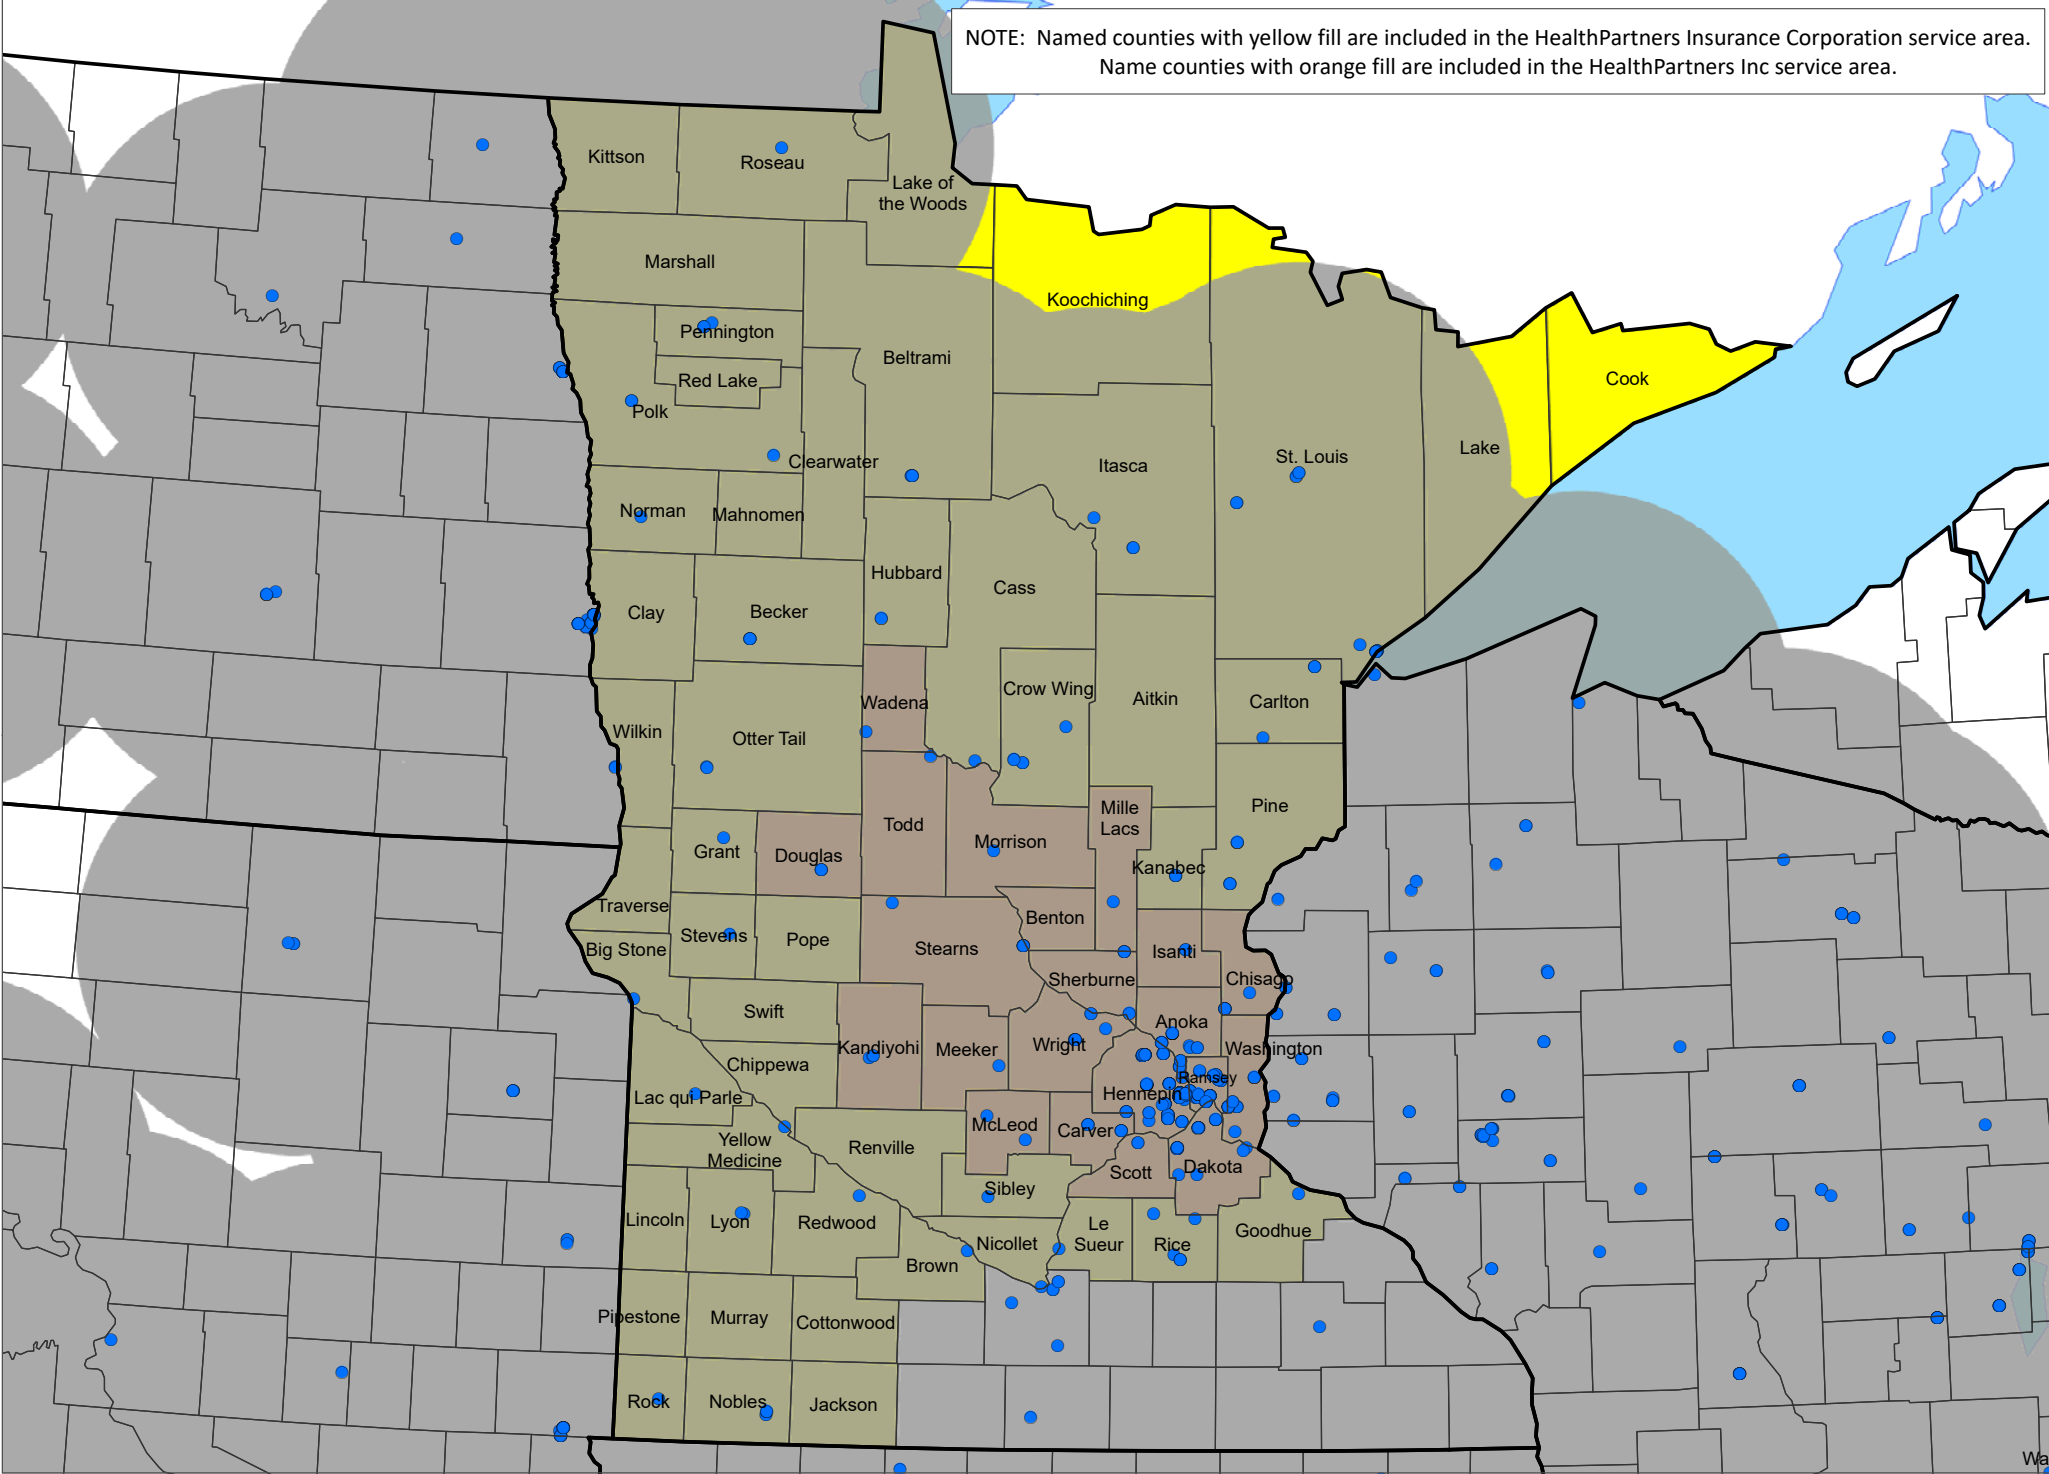 NOTE: Named counties with yellow fill are included in the HealthPartners Insurance Corporation service area.
Name counties with orange fill are included in the HealthPartners Inc service area.
Kittson
Roseau
Lake of
the Woods
Marshall
Koochiching
Pennington
Beltrami
Red Lake
Cook
Polk
Clearwater
Itasca
St. Louis
Lake
Norman
Mahnomen
Hubbard
Cass
Clay
Becker
Wadena
Crow Wing
Aitkin
Carlton
Wilkin
Otter Tail
Todd
Mille
Lacs
Pine
Grant
Douglas
Morrison
Kanabec
Traverse
Benton
Stevens
Pope
Big Stone
Stearns
Isanti
Sherburne
Chisago
Swift
Anoka
Kandiyohi
Meeker
Wright
Washington
Chippewa
Ramsey
Hennepin
Lac qui Parle
McLeod
Carver
Yellow
Medicine
Renville
Scott
Dakota
Sibley
Lincoln
Lyon
Redwood
Le
Sueur
Rice
Goodhue
Nicollet
Brown
Pipestone
Murray
Cottonwood
Rock
Nobles
Jackson
Wa